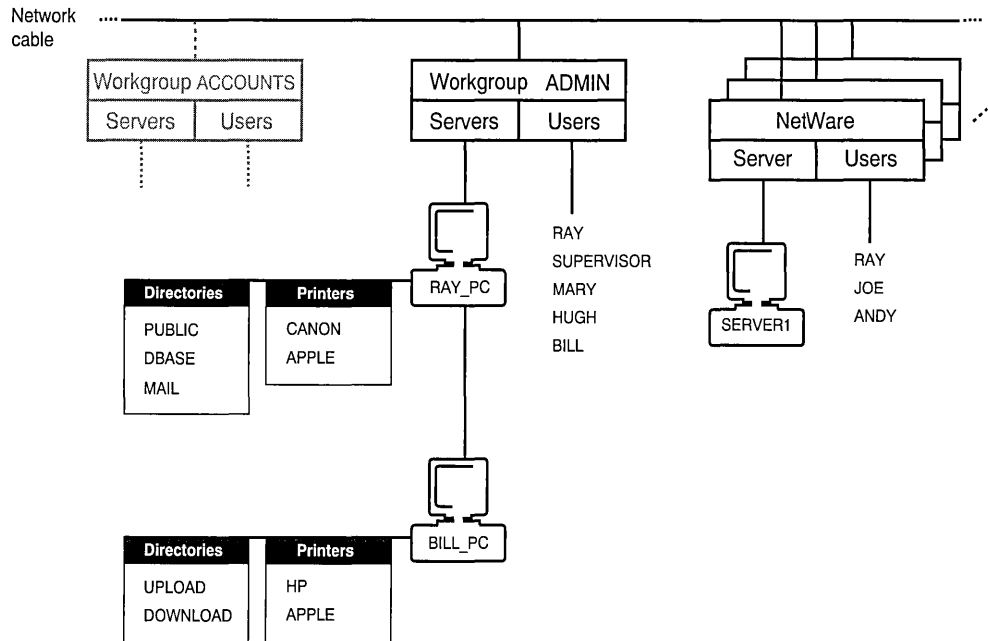 Network
cable
Workgroup ACCOUNTS
Servers
Users
Workgroup ADMIN
Servers
Users
NetWare
Server
Users
RAY_PC
RAY
SUPERVISOR
MARY
HUGH
BILL
SERVER1
RAY
JOE
ANDY
Directories
PUBLIC
DBASE
MAIL
Printers
CANON
APPLE
BILL_PC
Directories
UPLOAD
DOWNLOAD
Printers
HP
APPLE